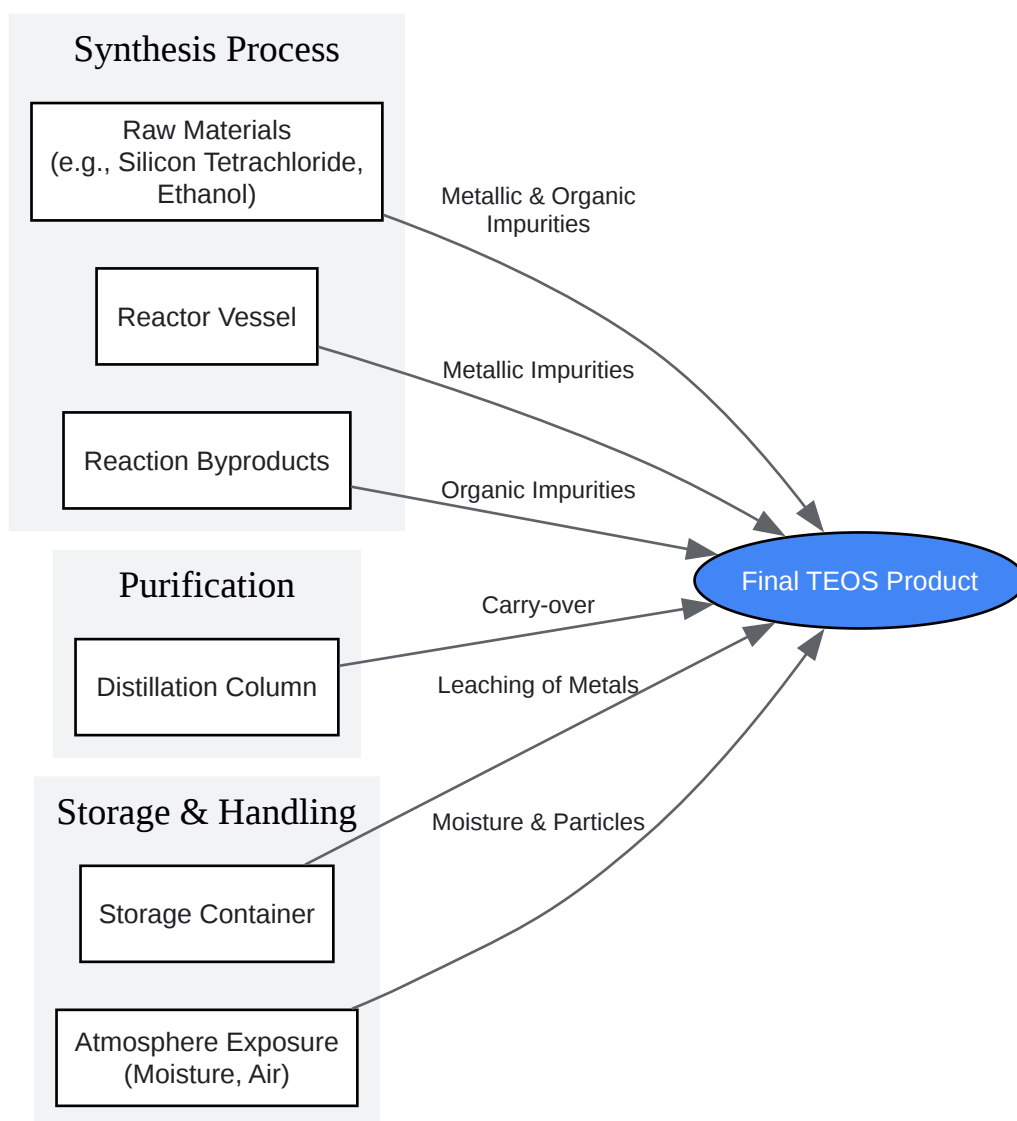 Synthesis Process
Raw Materials
(e.g., Silicon Tetrachloride,
Ethanol)
Metallic & Organic
Impurities
Reactor Vessel
Metallic Impurities
Reaction Byproducts
Organic Impurities
Final TEOS Product
Purification
Carry-over
Distillation Column
Leaching of Metals
Storage & Handling
Moisture & Particles
Storage Container
Atmosphere Exposure
(Moisture, Air)